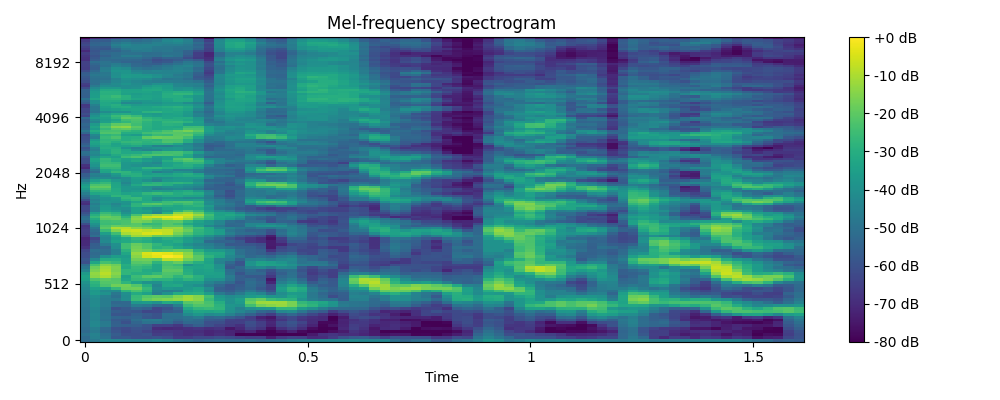 Mel-frequency spectrogram
8192
4096
2048
1024
512
0
Hz
0 0.5 1 1.5
Time
+0 dB
-10 dB
-20 dB
-30 dB
-40 dB
-50 dB
-60 dB
-70 dB
-80 dB